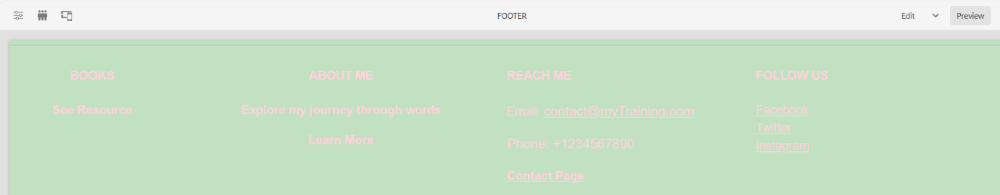 FOOTER
Edit
Preview
BOOKS
See Resource
ABOUT ME
Explore my journey through words
Learn More
REACH ME
Email: contact@myTraining.com
Phone: +1234567890
Contact Page
FOLLOW US
Facebook
Twitter
Instagram